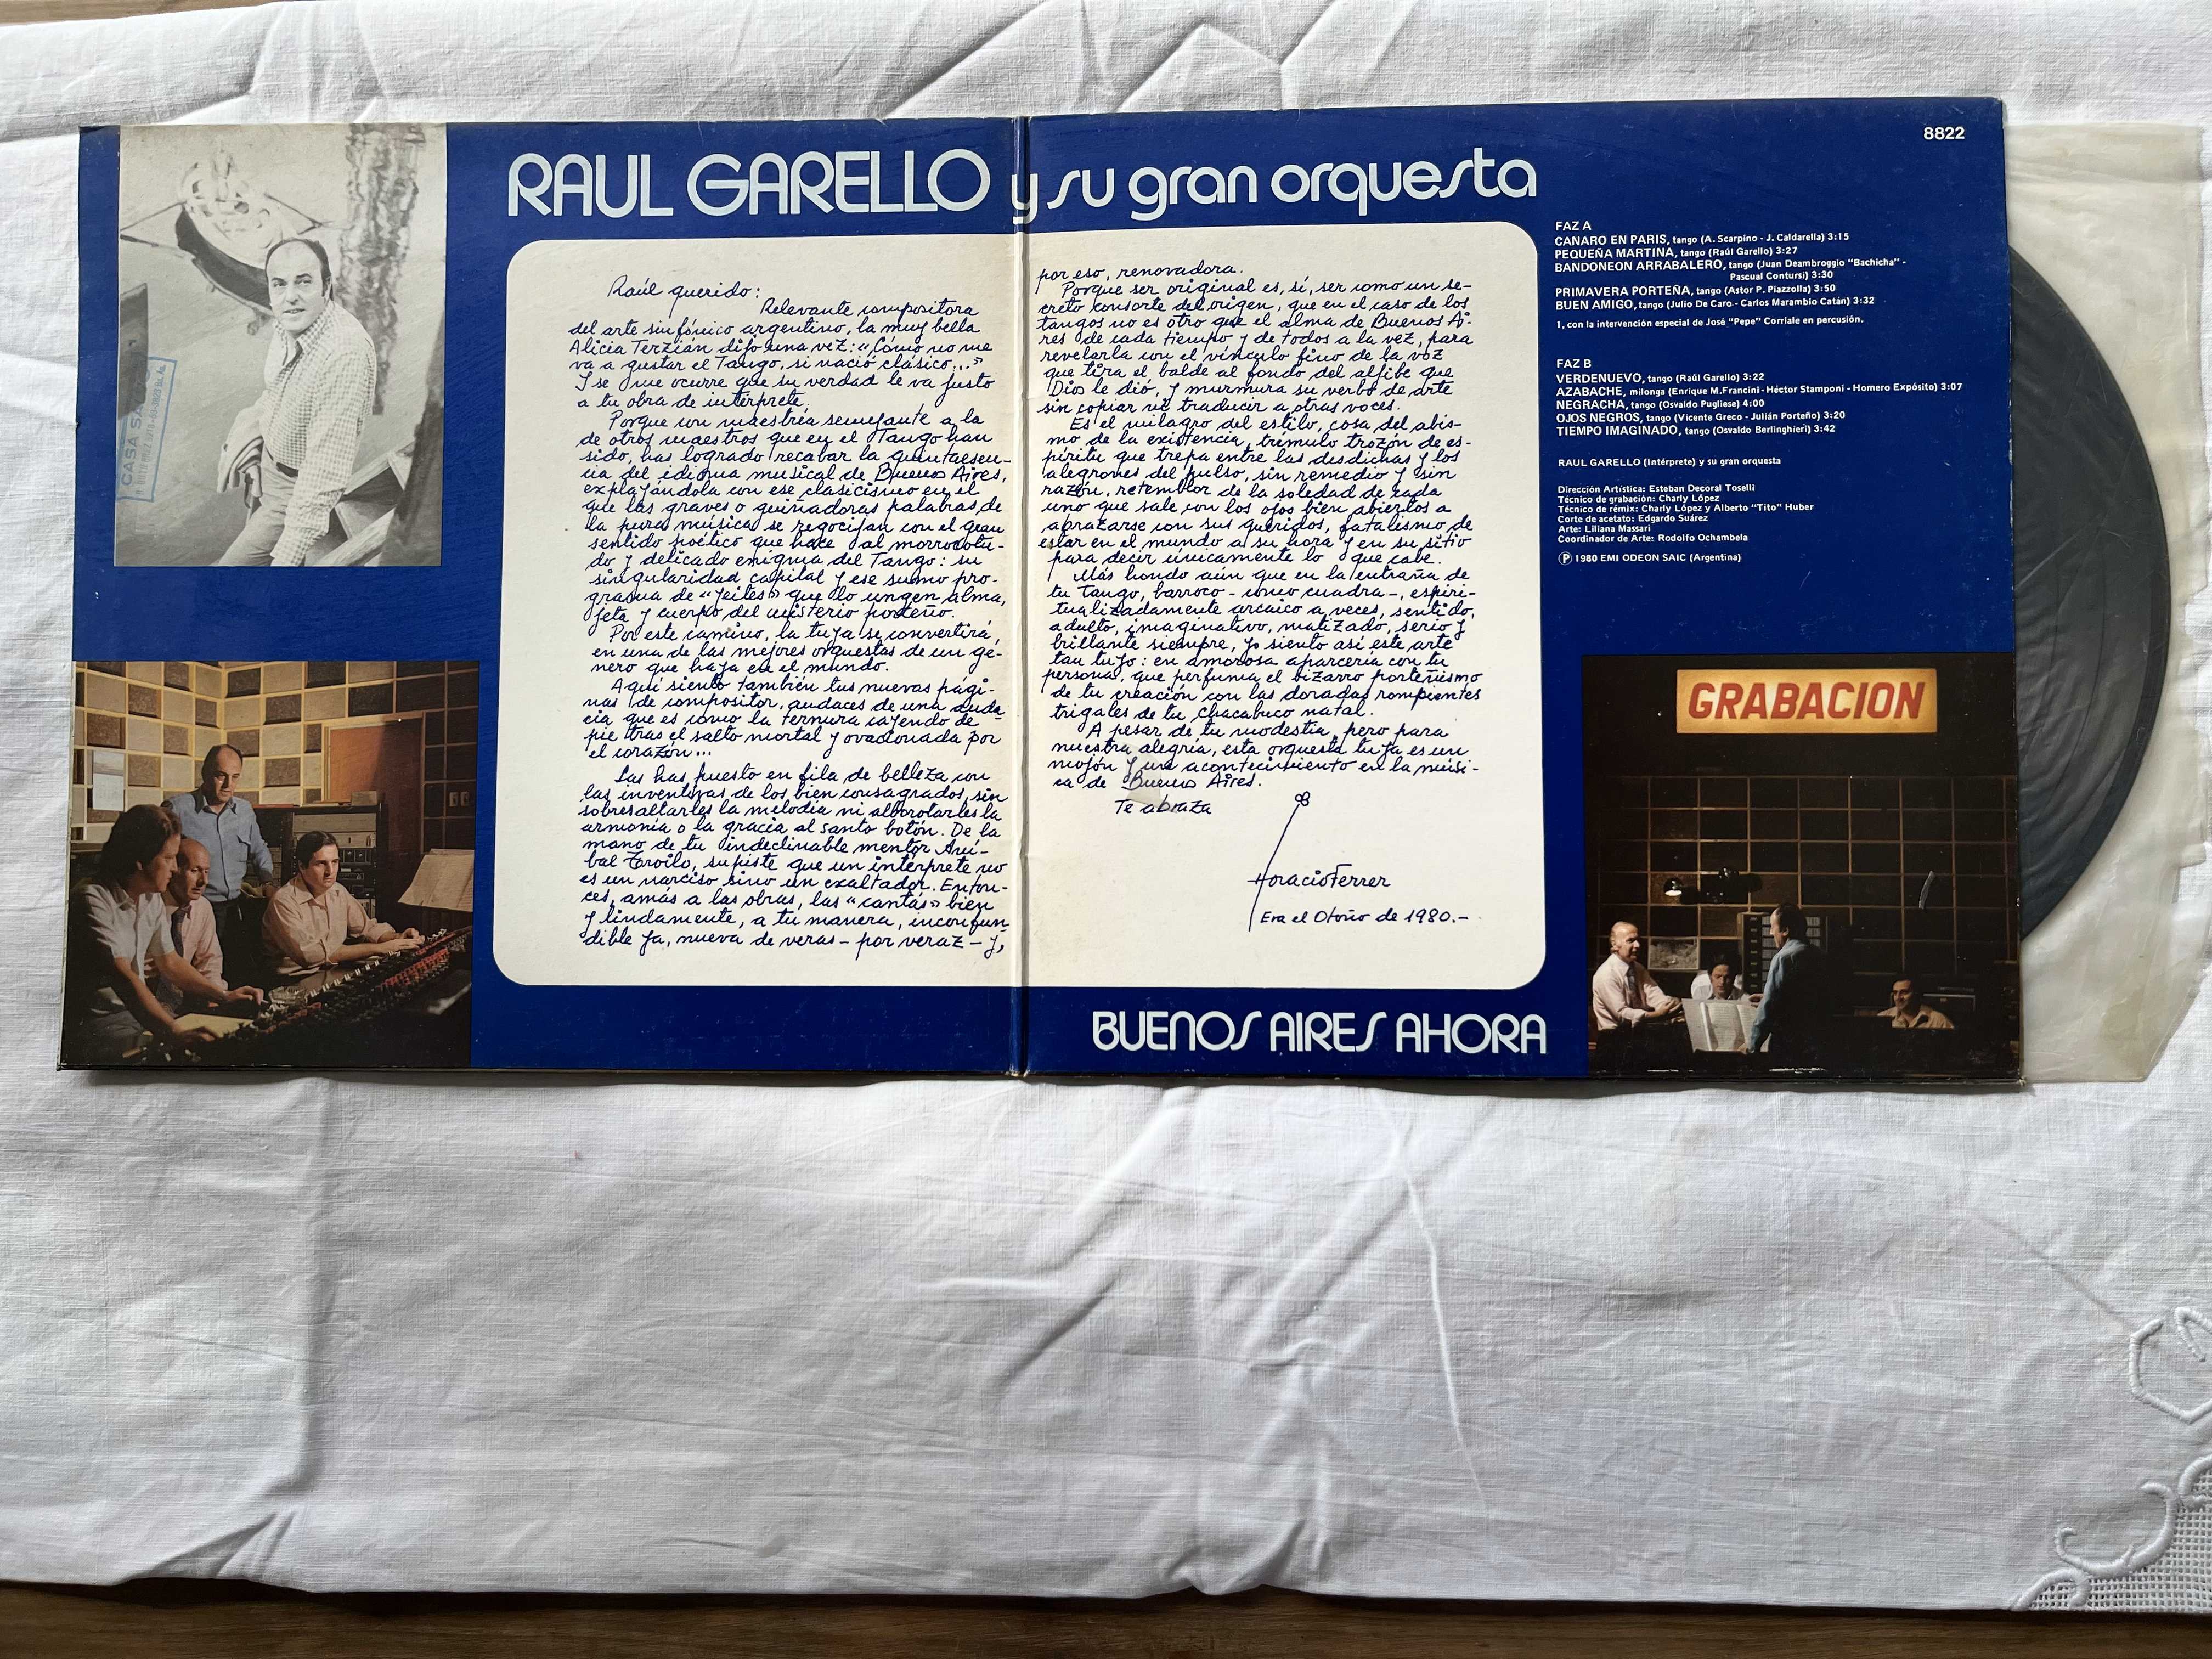 RAUL GARELLO y su gran orquesta
8822
CASA SA
Raúl querido:
Relevante compositora
del arte sinfónico argentino, la muy bella
Alicia Terzián dijo una vez: "¿Cómo no me
va a gustar el Tango, si nació clásico...?"
Y se me ocurre que su verdad le va justo
a tu obra de intérprete.
Porque con maestría semejante a la
de otros maestros que en el Tango han
sido, has logrado recabar la quintaesen-
cia del idioma musical de Buenos Aires,
explayándola con ese clasicismo en el
que las graves o guiñadoras palabras de
la pura música se regocijan con el gran
sentido poético que hace al morrocotu-
do y delicado enigma del Tango: su
singularidad capital y ese sumo pro-
grama de "yeites" que lo ungen alma,
jeta y cuerpo del misterio porteño.
Por este camino, la tuya se convertirá,
en una de las mejores orquestas de un gé-
nero que haya en el mundo.
Aquí siento también tus nuevas pági-
nas de compositor, audaces de una auda-
cia que es como la ternura cayendo de
pie tras el salto mortal y ovacionada por
el corazón...
Las has puesto en fila de belleza con
las inventivas de los bien consagrados, sin
sobresaltarles la melodía ni alborotarles la
armonía o la gracia al santo botón. De la
mano de tu indeclinable mentor Aní-
bal Troilo, supiste que un intérprete no
es un narciso sino un exaltador. Enton-
ces, amás a las obras, las "cantás" bien
y lindamente, a tu manera, inconfun-
dible ya, nueva de veras - por veraz - y,
por eso, renovadora.
Porque ser original es, sí, ser como un se-
creto consorte del origen, que en el caso de los
tangos no es otro que el alma de Buenos Ai-
res de cada tiempo y de todos a la vez, para
revelarla con el vínculo fino de la voz
que tira el balde al fondo del aljibe que
Dios le dió, y murmura su verbo de arte
sin copiar ni traducir a otras voces.
Es el milagro del estilo, cosa del abis-
mo de la existencia, trémulo trozón de es-
píritu que trepa entre las desdichas y los
alegrones del pulso, sin remedio y sin
razón, retemblor de la soledad de cada
uno que sale con los ojos bien abiertos a
abrazarse con sus queridos, fatalismo de
estar en el mundo a su hora y en su sitio
para decir únicamente lo que cabe.
Más hondo aún que en la entraña de
tu tango, barroco - como cuadra -, espiri-
tualizadamente arcaico a veces, sentido,
adulto, imaginativo, matizado, serio y
brillante siempre, yo siento así este arte
tan tuyo: en amorosa aparcería con tu
persona, que perfuma el bizarro porteñismo
de tu creación con las doradas rompientes
trigales de tu Chacabuco natal.
A pesar de tu modestia, pero para
nuestra alegría, esta orquesta tuya es un
mojón y un acontecimiento en la músi-
ca de Buenos Aires.
Te abraza
Horacio Ferrer
Era el Otoño de 1980.-
BUENOS AIRES AHORA
FAZ A
CANARO EN PARIS, tango (A. Scarpino - J. Caldarella) 3:15
PEQUEÑA MARTINA, tango (Raúl Garello) 3:27
BANDONEON ARRABALERO, tango (Juan Deambroggio "Bachicha" -
Pascual Contursi) 3:30
PRIMAVERA PORTEÑA, tango (Astor P. Piazzolla) 3:50
BUEN AMIGO, tango (Julio De Caro - Carlos Marambio Catán) 3:32
1, con la intervención especial de José "Pepe" Corriale en percusión.
FAZ B
VERDENUEVO, tango (Raúl Garello) 3:22
AZABACHE, milonga (Enrique M.Francini - Héctor Stamponi - Homero Expósito) 3:07
NEGRACHA, tango (Osvaldo Pugliese) 4:00
OJOS NEGROS, tango (Vicente Greco - Julián Porteño) 3:20
TIEMPO IMAGINADO, tango (Osvaldo Berlinghieri) 3:42
RAUL GARELLO (Intérprete) y su gran orquesta
Dirección Artística: Esteban Decoral Toselli
Técnico de grabación: Charly López
Técnico de rémix: Charly López y Alberto "Tito" Huber
Corte de acetato: Edgardo Suárez
Arte: Liliana Massari
Coordinador de Arte: Rodolfo Ochambela
Ⓟ 1980 EMI ODEON SAIC (Argentina)
GRABACION